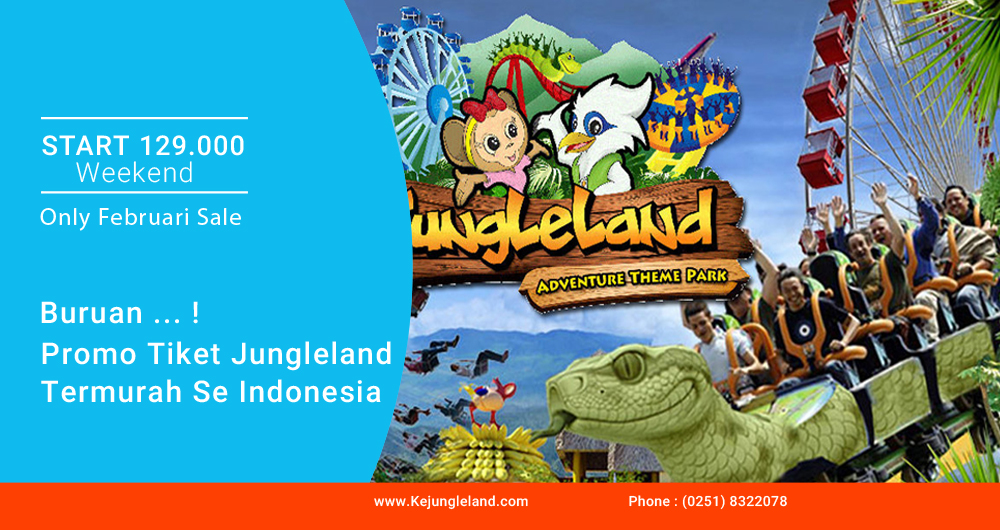 START 129.000
Weekend
Only Februari Sale
Buruan ... !
Promo Tiket Jungleland
Termurah Se Indonesia
JungLeLand
ADVENTURE THEME PARK
www.Kejungleland.com
Phone : (0251) 8322078